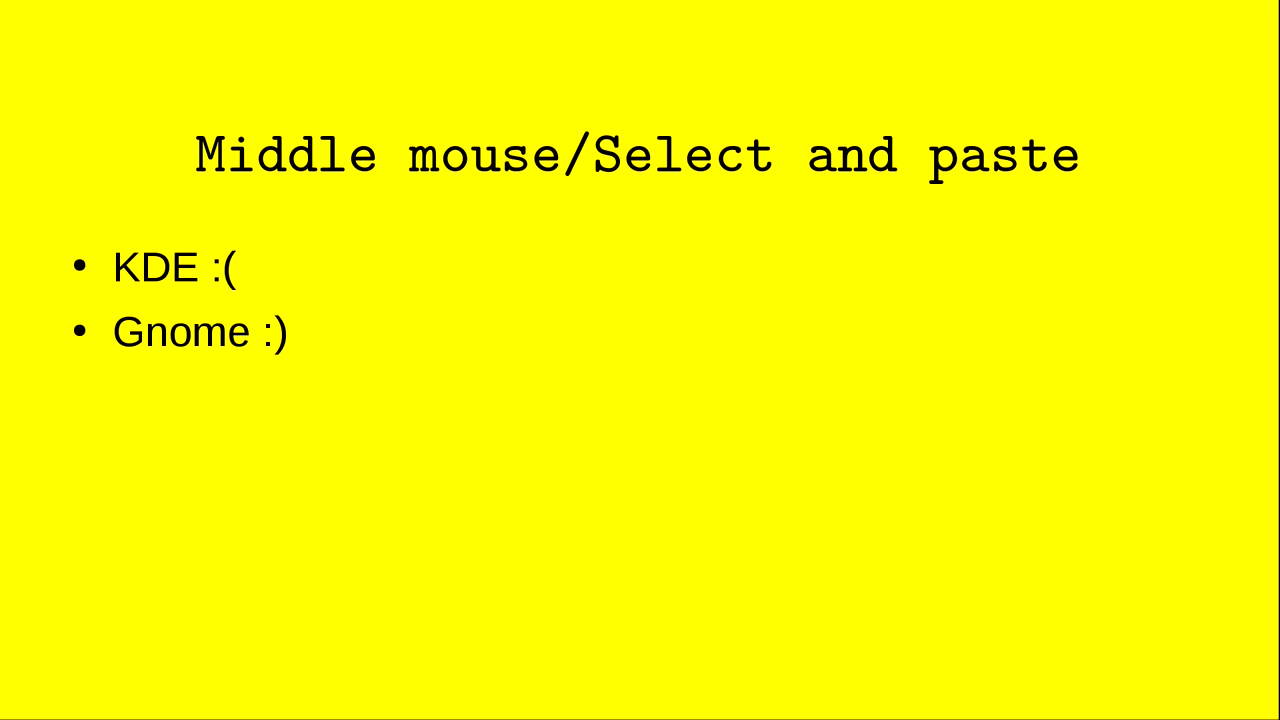 Middle mouse/Select and paste
• KDE :(
• Gnome :)